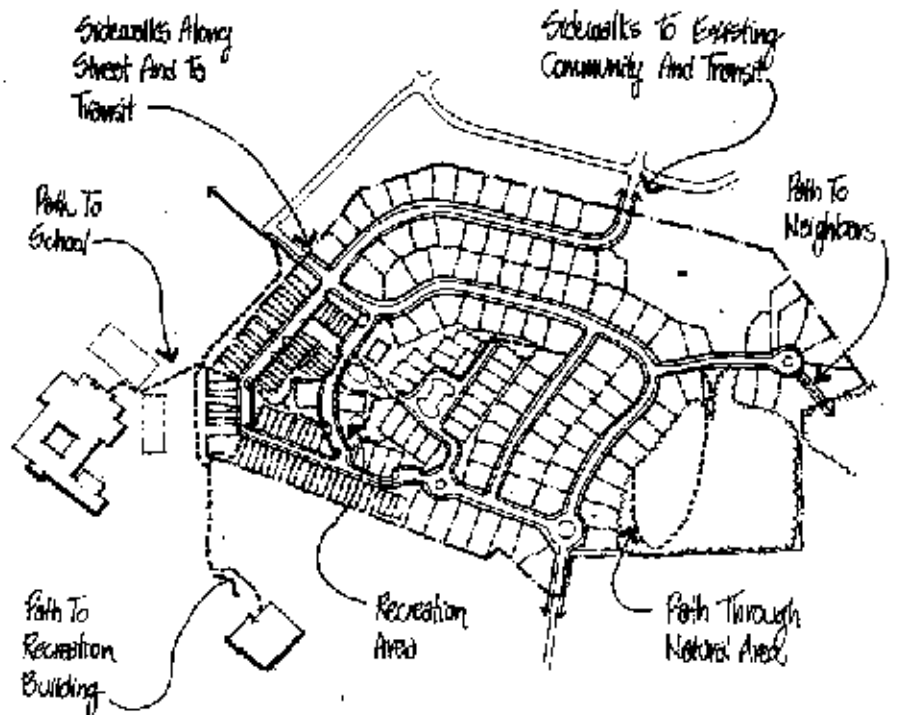 Sidewalks Along
Street And To
Transit
Sidewalks To Existing
Community And Transit
Path To
School
Path To
Neighbors
Path To
Recreation
Building
Recreation
Area
Path Through
Natural Area